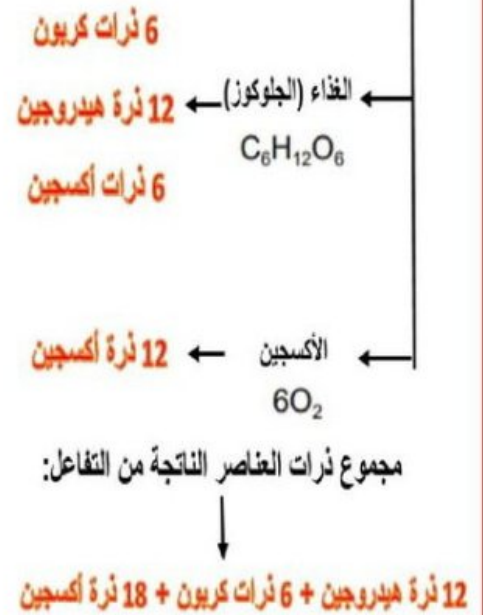 6 ذرات كربون
الغذاء (الجلوكوز) ← 12 ذرة هيدروجين
C₆H₁₂O₆
6 ذرات أكسجين
الأكسجين ← 12 ذرة أكسجين
6O₂
مجموع ذرات العناصر الناتجة من التفاعل:
12 ذرة هيدروجين + 6 ذرات كربون + 18 ذرة أكسجين